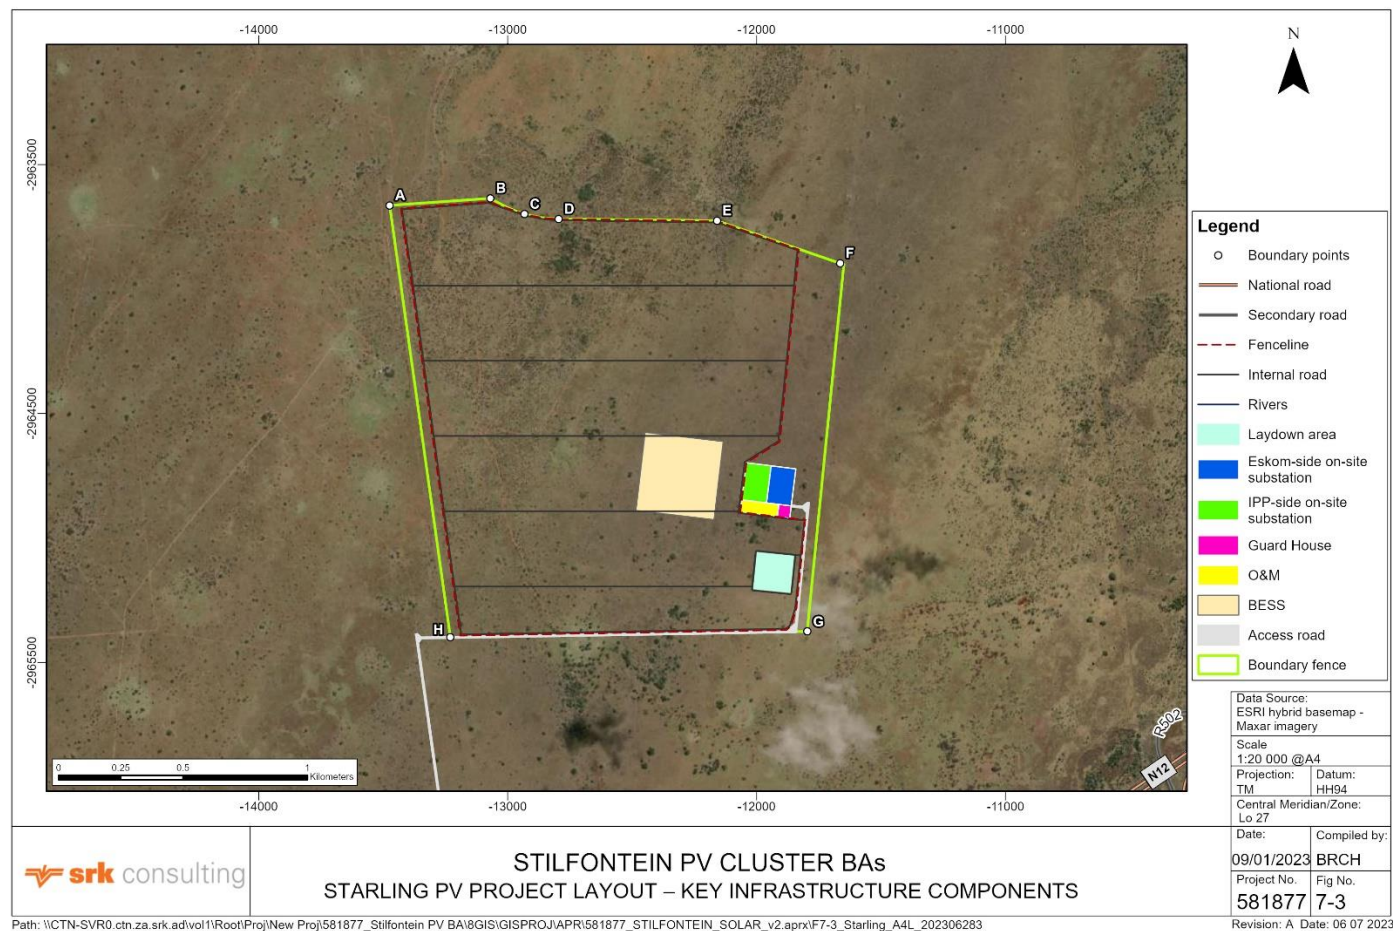 -14000
-13000
-12000
-11000
N
-2963500
-2964500
-2965500
A
B
C
D
E
F
G
H
R502
N12
0
0.25
0.5
1
Kilometers
-14000
-13000
-12000
-11000
Legend
Boundary points
National road
Secondary road
Fenceline
Internal road
Rivers
Laydown area
Eskom-side on-site
substation
IPP-side on-site
substation
Guard House
O&M
BESS
Access road
Boundary fence
Data Source:
ESRI hybrid basemap -
Maxar imagery
Scale
1:20 000 @A4
Projection:
TM
Datum:
HH94
Central Meridian/Zone:
Lo 27
Date:
09/01/2023
Compiled by:
BRCH
Project No.
581877
Fig No.
7-3
srk consulting
STILFONTEIN PV CLUSTER BAs
STARLING PV PROJECT LAYOUT – KEY INFRASTRUCTURE COMPONENTS
Path: \\CTN-SVR0.ctn.za.srk.ad\vol1\Root\Proj\New Proj\581877_Stilfontein PV BA\8GIS\GISPROJ\APR\581877_STILFONTEIN_SOLAR_v2.aprx\F7-3_Starling_A4L_202306283
Revision: A Date: 06 07 2023